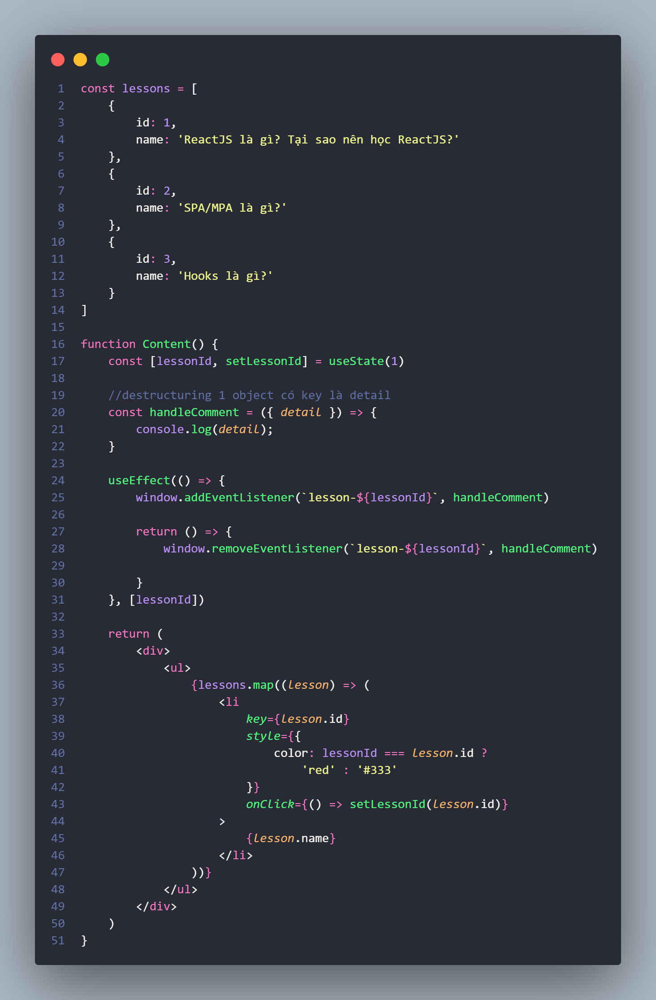 1 const lessons = [
2     {
3         id: 1,
4         name: 'ReactJS là gì? Tại sao nên học ReactJS?'
5     },
6     {
7         id: 2,
8         name: 'SPA/MPA là gì?'
9     },
10     {
11         id: 3,
12         name: 'Hooks là gì?'
13     }
14 ]
15
16 function Content() {
17     const [lessonId, setLessonId] = useState(1)
18
19     //destructuring 1 object có key là detail
20     const handleComment = ({ detail }) => {
21         console.log(detail);
22     }
23
24     useEffect(() => {
25         window.addEventListener(`lesson-${lessonId}`, handleComment)
26
27         return () => {
28             window.removeEventListener(`lesson-${lessonId}`, handleComment)
29
30         }
31     }, [lessonId])
32
33     return (
34         <div>
35             <ul>
36                 {lessons.map((lesson) => (
37                     <li
38                         key={lesson.id}
39                         style={{
40                             color: lessonId === lesson.id ?
41                                 'red' : '#333'
42                         }}
43                         onClick={() => setLessonId(lesson.id)}
44                     >
45                         {lesson.name}
46                     </li>
47                 ))}
48             </ul>
49         </div>
50     )
51 }